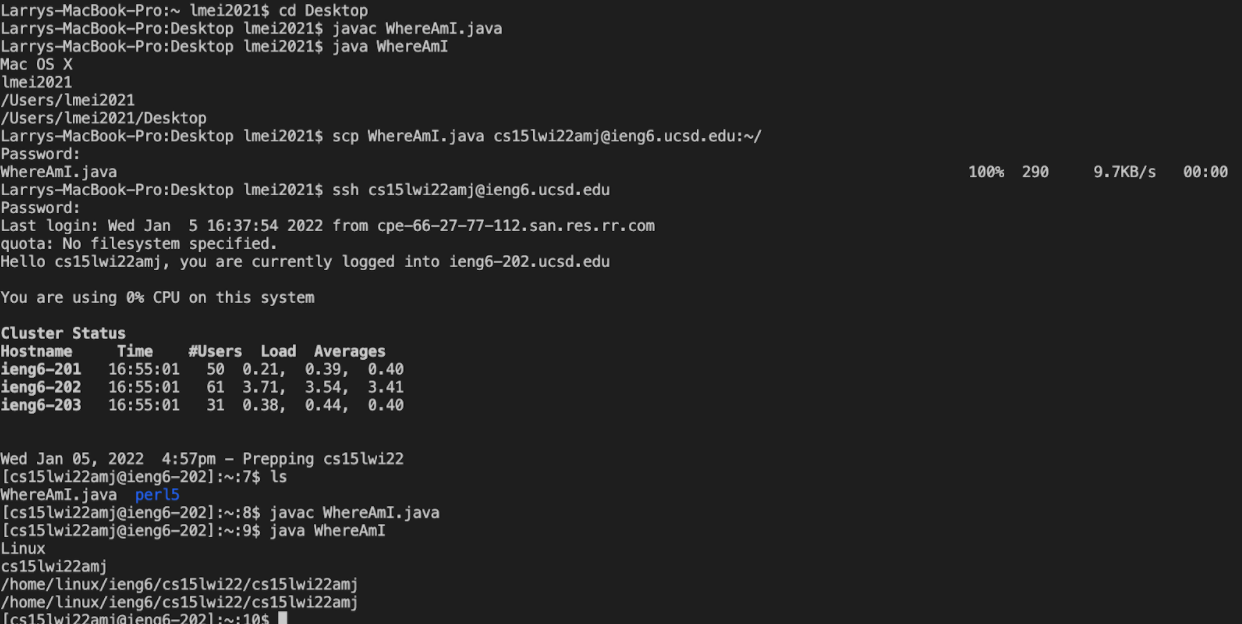 Larrys-MacBook-Pro:~ lmei2021$ cd Desktop
Larrys-MacBook-Pro:Desktop lmei2021$ javac WhereAmI.java
Larrys-MacBook-Pro:Desktop lmei2021$ java WhereAmI
Mac OS X
lmei2021
/Users/lmei2021
/Users/lmei2021/Desktop
Larrys-MacBook-Pro:Desktop lmei2021$ scp WhereAmI.java cs15lwi22amj@ieng6.ucsd.edu:~/
Password:
WhereAmI.java 100% 290 9.7KB/s 00:00
Larrys-MacBook-Pro:Desktop lmei2021$ ssh cs15lwi22amj@ieng6.ucsd.edu
Password:
Last login: Wed Jan  5 16:37:54 2022 from cpe-66-27-77-112.san.res.rr.com
quota: No filesystem specified.
Hello cs15lwi22amj, you are currently logged into ieng6-202.ucsd.edu
You are using 0% CPU on this system
Cluster Status
Hostname     Time    #Users  Load  Averages
ieng6-201   16:55:01   50  0.21,  0.39,  0.40
ieng6-202   16:55:01   61  3.71,  3.54,  3.41
ieng6-203   16:55:01   31  0.38,  0.44,  0.40
Wed Jan 05, 2022  4:57pm - Prepping cs15lwi22
[cs15lwi22amj@ieng6-202]:~:7$ ls
WhereAmI.java  perl5
[cs15lwi22amj@ieng6-202]:~:8$ javac WhereAmI.java
[cs15lwi22amj@ieng6-202]:~:9$ java WhereAmI
Linux
cs15lwi22amj
/home/linux/ieng6/cs15lwi22/cs15lwi22amj
/home/linux/ieng6/cs15lwi22/cs15lwi22amj
[cs15lwi22amj@ieng6-202]:~:10$